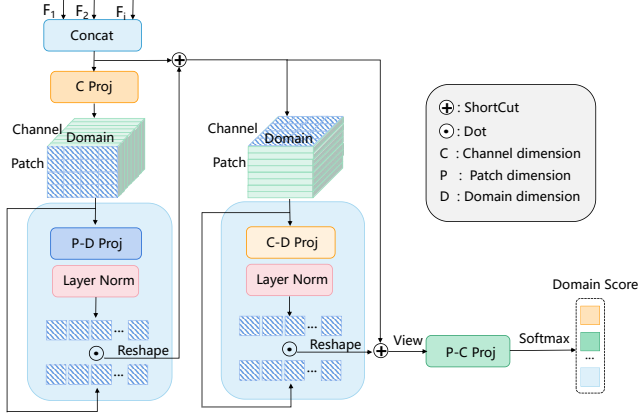 F1 F2 Fi
Concat
C Proj
Channel
Domain
Patch
P-D Proj
Layer Norm
...
Reshape
...
Channel
Domain
Patch
C-D Proj
Layer Norm
...
Reshape
...
: ShortCut
: Dot
C : Channel dimension
P : Patch dimension
D : Domain dimension
View
P-C Proj
Softmax
Domain Score
...